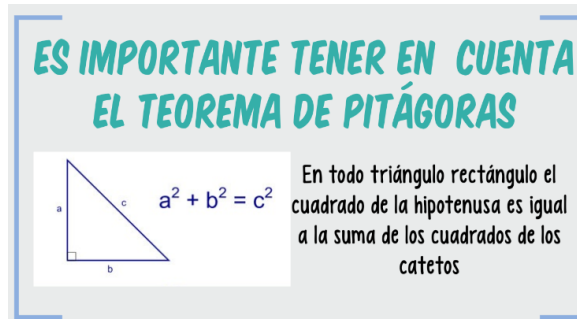 ES IMPORTANTE TENER EN CUENTA
EL TEOREMA DE PITÁGORAS
a
c
b
a² + b² = c²
En todo triángulo rectángulo el
cuadrado de la hipotenusa es igual
a la suma de los cuadrados de los
catetos